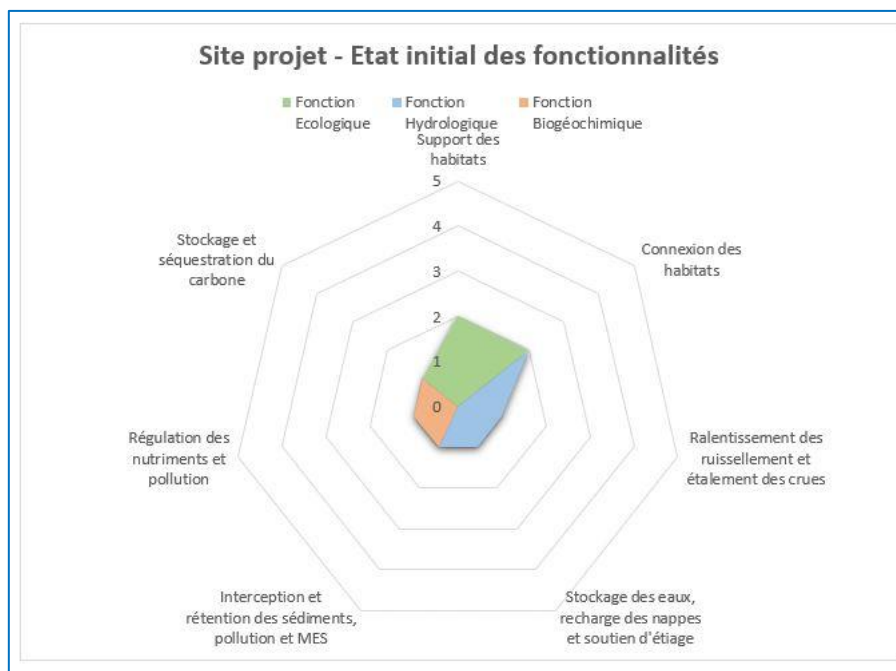 Site projet - Etat initial des fonctionnalités
Fonction
Ecologique
Fonction
Hydrologique
Fonction
Biogéochimique
Support des
habitats
5
4
3
2
1
0
Connexion des
habitats
Ralentissement des
ruissellement et
étalement des crues
Stockage des eaux,
recharge des nappes
et soutien d'étiage
Interception et
rétention des sédiments,
pollution et MES
Régulation des
nutriments et
pollution
Stockage et
séquestration du
carbone